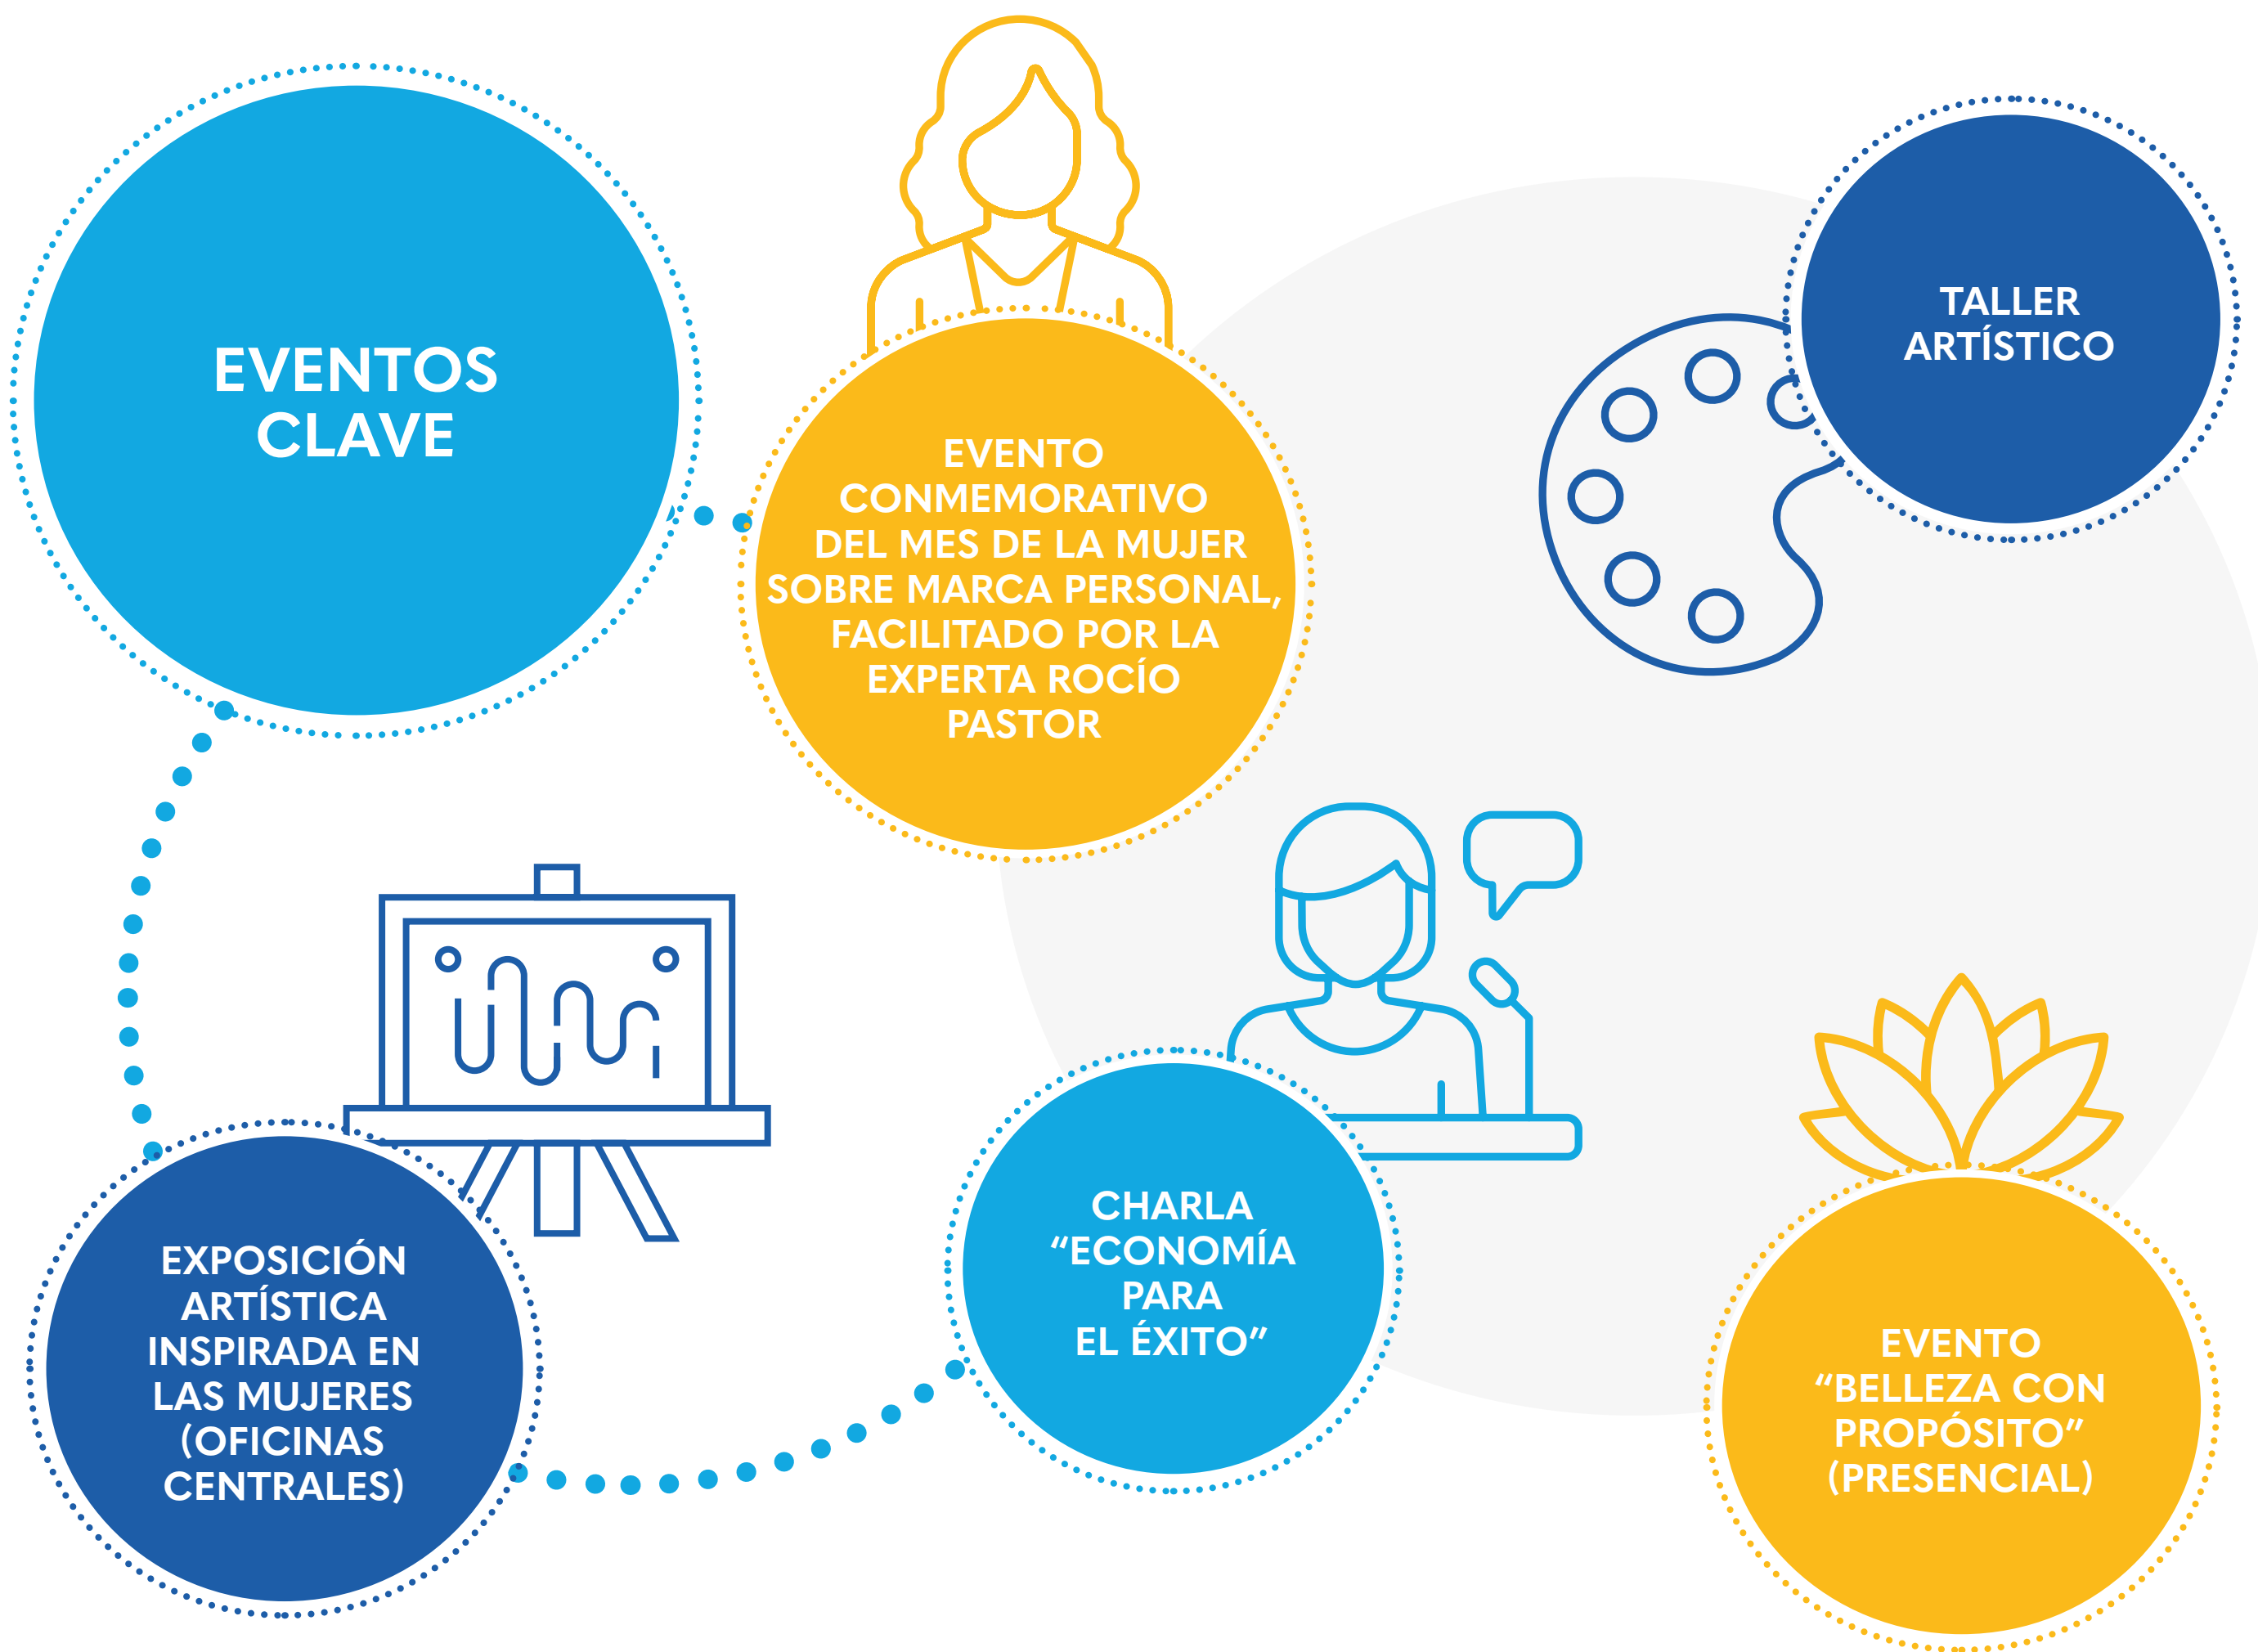 EVENTOS
CLAVE
EVENTO
CONMEMORATIVO
DEL MES DE LA MUJER
SOBRE MARCA PERSONAL,
FACILITADO POR LA
EXPERTA ROCÍO
PASTOR
TALLER
ARTÍSTICO
EXPOSICIÓN
ARTÍSTICA
INSPIRADA EN
LAS MUJERES
(OFICINAS
CENTRALES)
CHARLA
“ECONOMÍA
PARA
EL ÉXITO”
EVENTO
“BELLEZA CON
PROPÓSITO”
(PRESENCIAL)